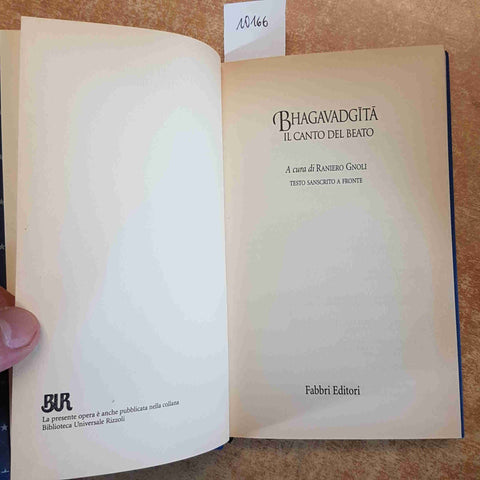 10166
BHAGAVADGĪTĀ
IL CANTO DEL BEATO
A cura di RANIERO GNOLI
TESTO SANSCRITO A FRONTE
Fabbri Editori
BUR
La presente opera è anche pubblicata nella collana
Biblioteca Universale Rizzoli